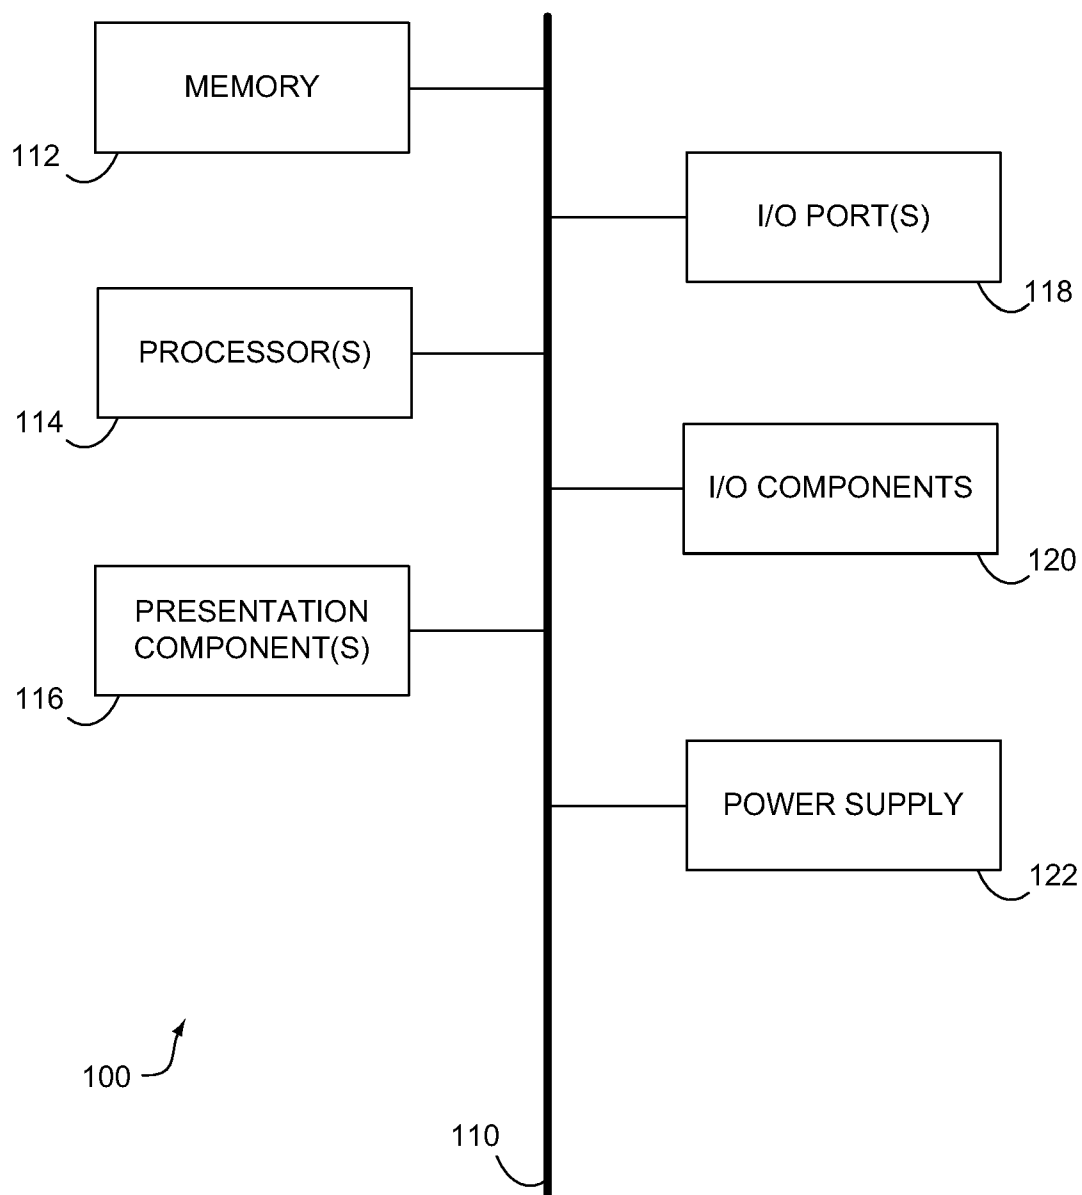 MEMORY
112
I/O PORT(S)
118
PROCESSOR(S)
114
I/O COMPONENTS
120
PRESENTATION
COMPONENT(S)
116
POWER SUPPLY
122
100
110